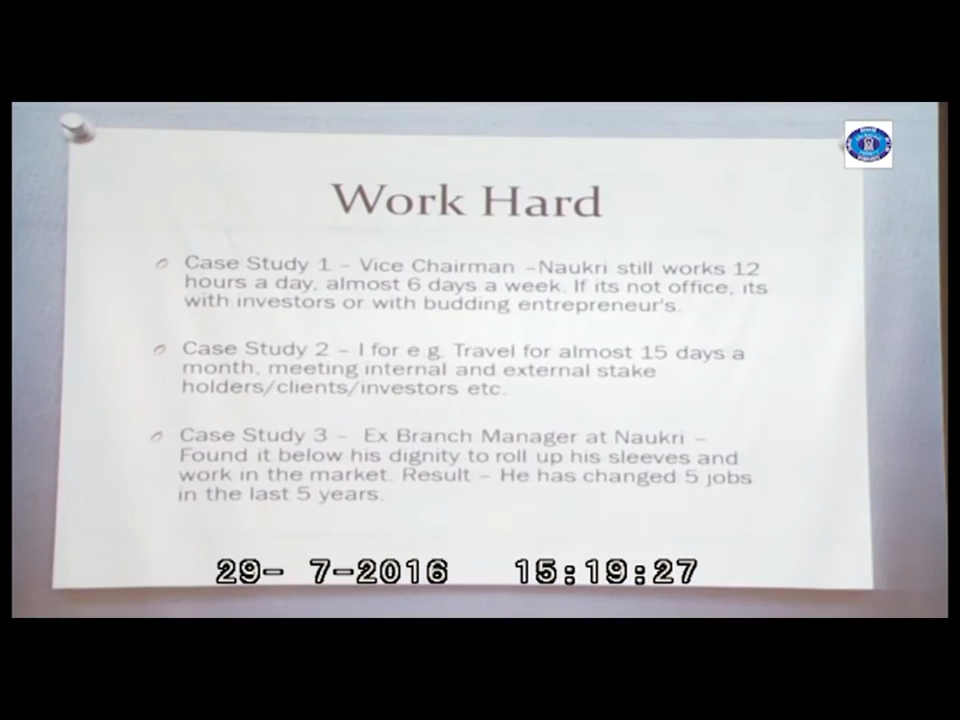 Work Hard
Case Study 1 – Vice Chairman –Naukri still works 12
hours a day, almost 6 days a week. If its not office, its
with investors or with budding entrepreneur's.
Case Study 2 – I for e.g. Travel for almost 15 days a
month, meeting internal and external stake
holders/clients/investors etc.
Case Study 3 – Ex Branch Manager at Naukri –
Found it below his dignity to roll up his sleeves and
work in the market. Result – He has changed 5 jobs
in the last 5 years.
29- 7-2016 15:19:27